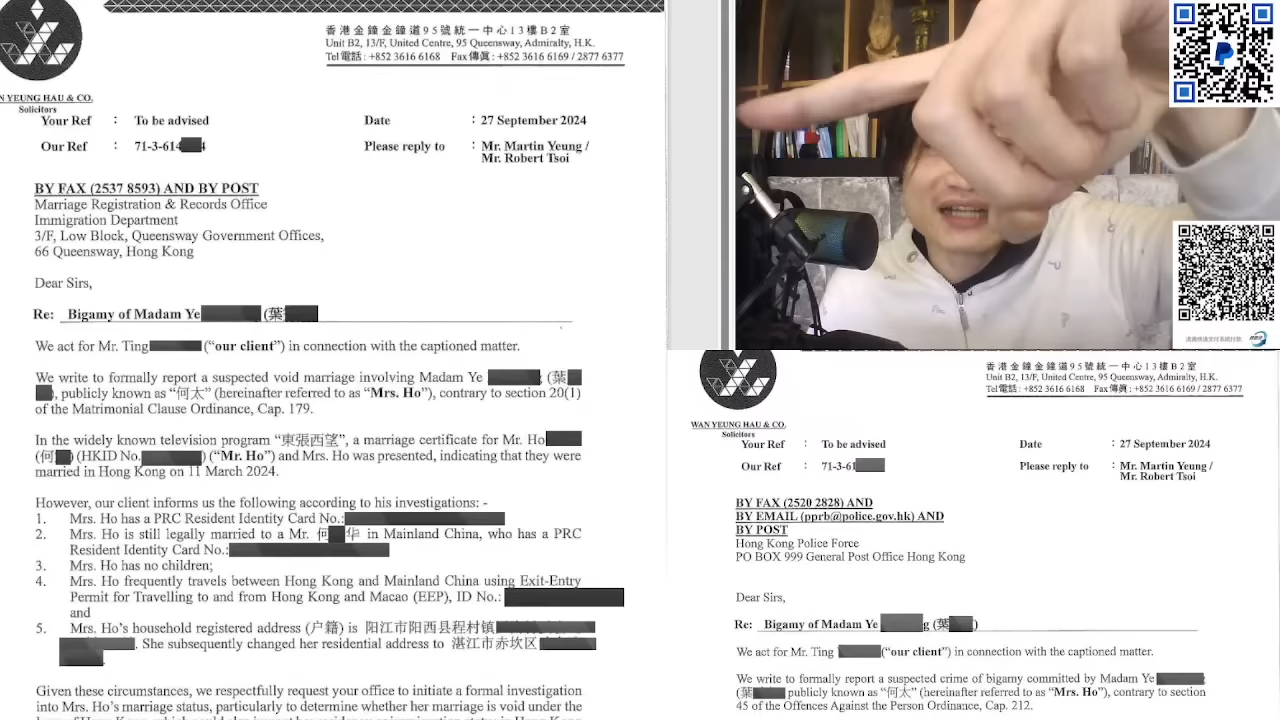 香港金鐘金鐘道95號統一中心13樓B2室
Unit B2, 13/F, United Centre, 95 Queensway, Admiralty, H.K.
Tel電話 : +852 3616 6168 Fax傳真 : +852 3616 6169 / 2877 6377
N YEUNG HAU & CO.
Solicitors
Your Ref : To be advised
Date : 27 September 2024
Our Ref : 71-3-614 4
Please reply to : Mr. Martin Yeung /
Mr. Robert Tsoi
BY FAX (2537 8593) AND BY POST
Marriage Registration & Records Office
Immigration Department
3/F, Low Block, Queensway Government Offices,
66 Queensway, Hong Kong
Dear Sirs,
Re: Bigamy of Madam Ye (葉
We act for Mr. Ting (“our client”) in connection with the captioned matter.
We write to formally report a suspected void marriage involving Madam Ye (葉
), publicly known as “何太” (hereinafter referred to as “Mrs. Ho”), contrary to section 20(1)
of the Matrimonial Clause Ordinance, Cap. 179.
In the widely known television program “東張西望”, a marriage certificate for Mr. Ho
(何 ) (HKID No. ) (“Mr. Ho”) and Mrs. Ho was presented, indicating that they were
married in Hong Kong on 11 March 2024.
However, our client informs us the following according to his investigations: -
1. Mrs. Ho has a PRC Resident Identity Card No.:
2. Mrs. Ho is still legally married to a Mr. 何 华 in Mainland China, who has a PRC
Resident Identity Card No.:
3. Mrs. Ho has no children;
4. Mrs. Ho frequently travels between Hong Kong and Mainland China using Exit-Entry
Permit for Travelling to and from Hong Kong and Macao (EEP), ID No.:
and
5. Mrs. Ho’s household registered address (户籍) is 阳江市阳西县程村镇
. She subsequently changed her residential address to 湛江市赤坎区
Given these circumstances, we respectfully request your office to initiate a formal investigation
into Mrs. Ho’s marriage status, particularly to determine whether her marriage is void under the
香港金鐘金鐘道95號統一中心13樓B2室
Unit B2, 13/F, United Centre, 95 Queensway, Admiralty, H.K.
Tel電話 : +852 3616 6168 Fax傳真 : +852 3616 6169 / 2877 6377
WAN YEUNG HAU & CO.
Solicitors
Your Ref : To be advised
Date : 27 September 2024
Our Ref : 71-3-61
Please reply to : Mr. Martin Yeung /
Mr. Robert Tsoi
BY FAX (2520 2828) AND
BY EMAIL (pprb@police.gov.hk) AND
BY POST
Hong Kong Police Force
PO BOX 999 General Post Office Hong Kong
Dear Sirs,
Re: Bigamy of Madam Ye g (葉 )
We act for Mr. Ting (“our client”) in connection with the captioned matter.
We write to formally report a suspected crime of bigamy committed by Madam Ye
(葉 publicly known as “何太” (hereinafter referred to as “Mrs. Ho”), contrary to section
45 of the Offences Against the Person Ordinance, Cap. 212.